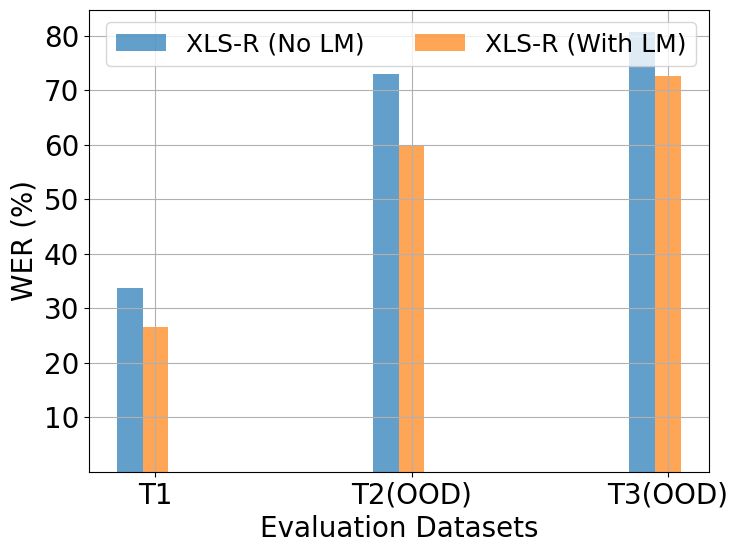 XLS-R (No LM) XLS-R (With LM)
80
70
60
50
40
30
20
10
WER (%)
T1 T2(OOD) T3(OOD)
Evaluation Datasets